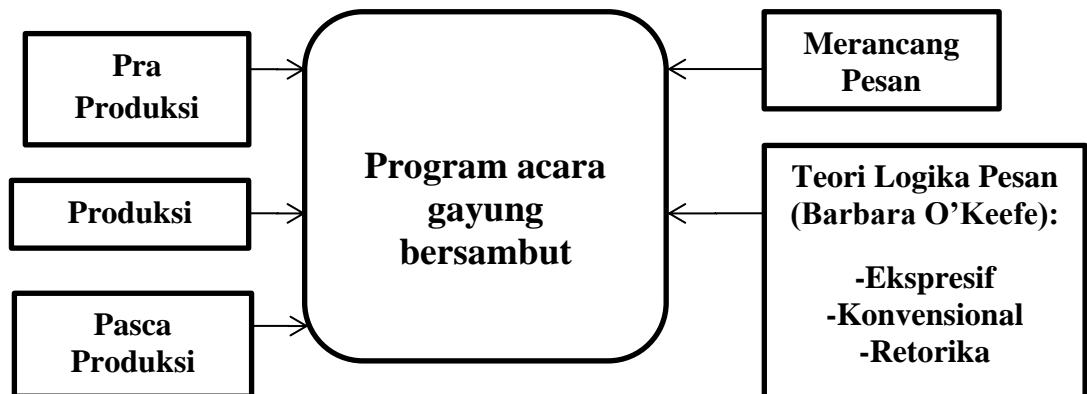 Pra
Produksi
Produksi
Pasca
Produksi
Program acara
gayung
bersambut
Merancang
Pesan
Teori Logika Pesan
(Barbara O’Keefe):
-Ekspresif
-Konvensional
-Retorika